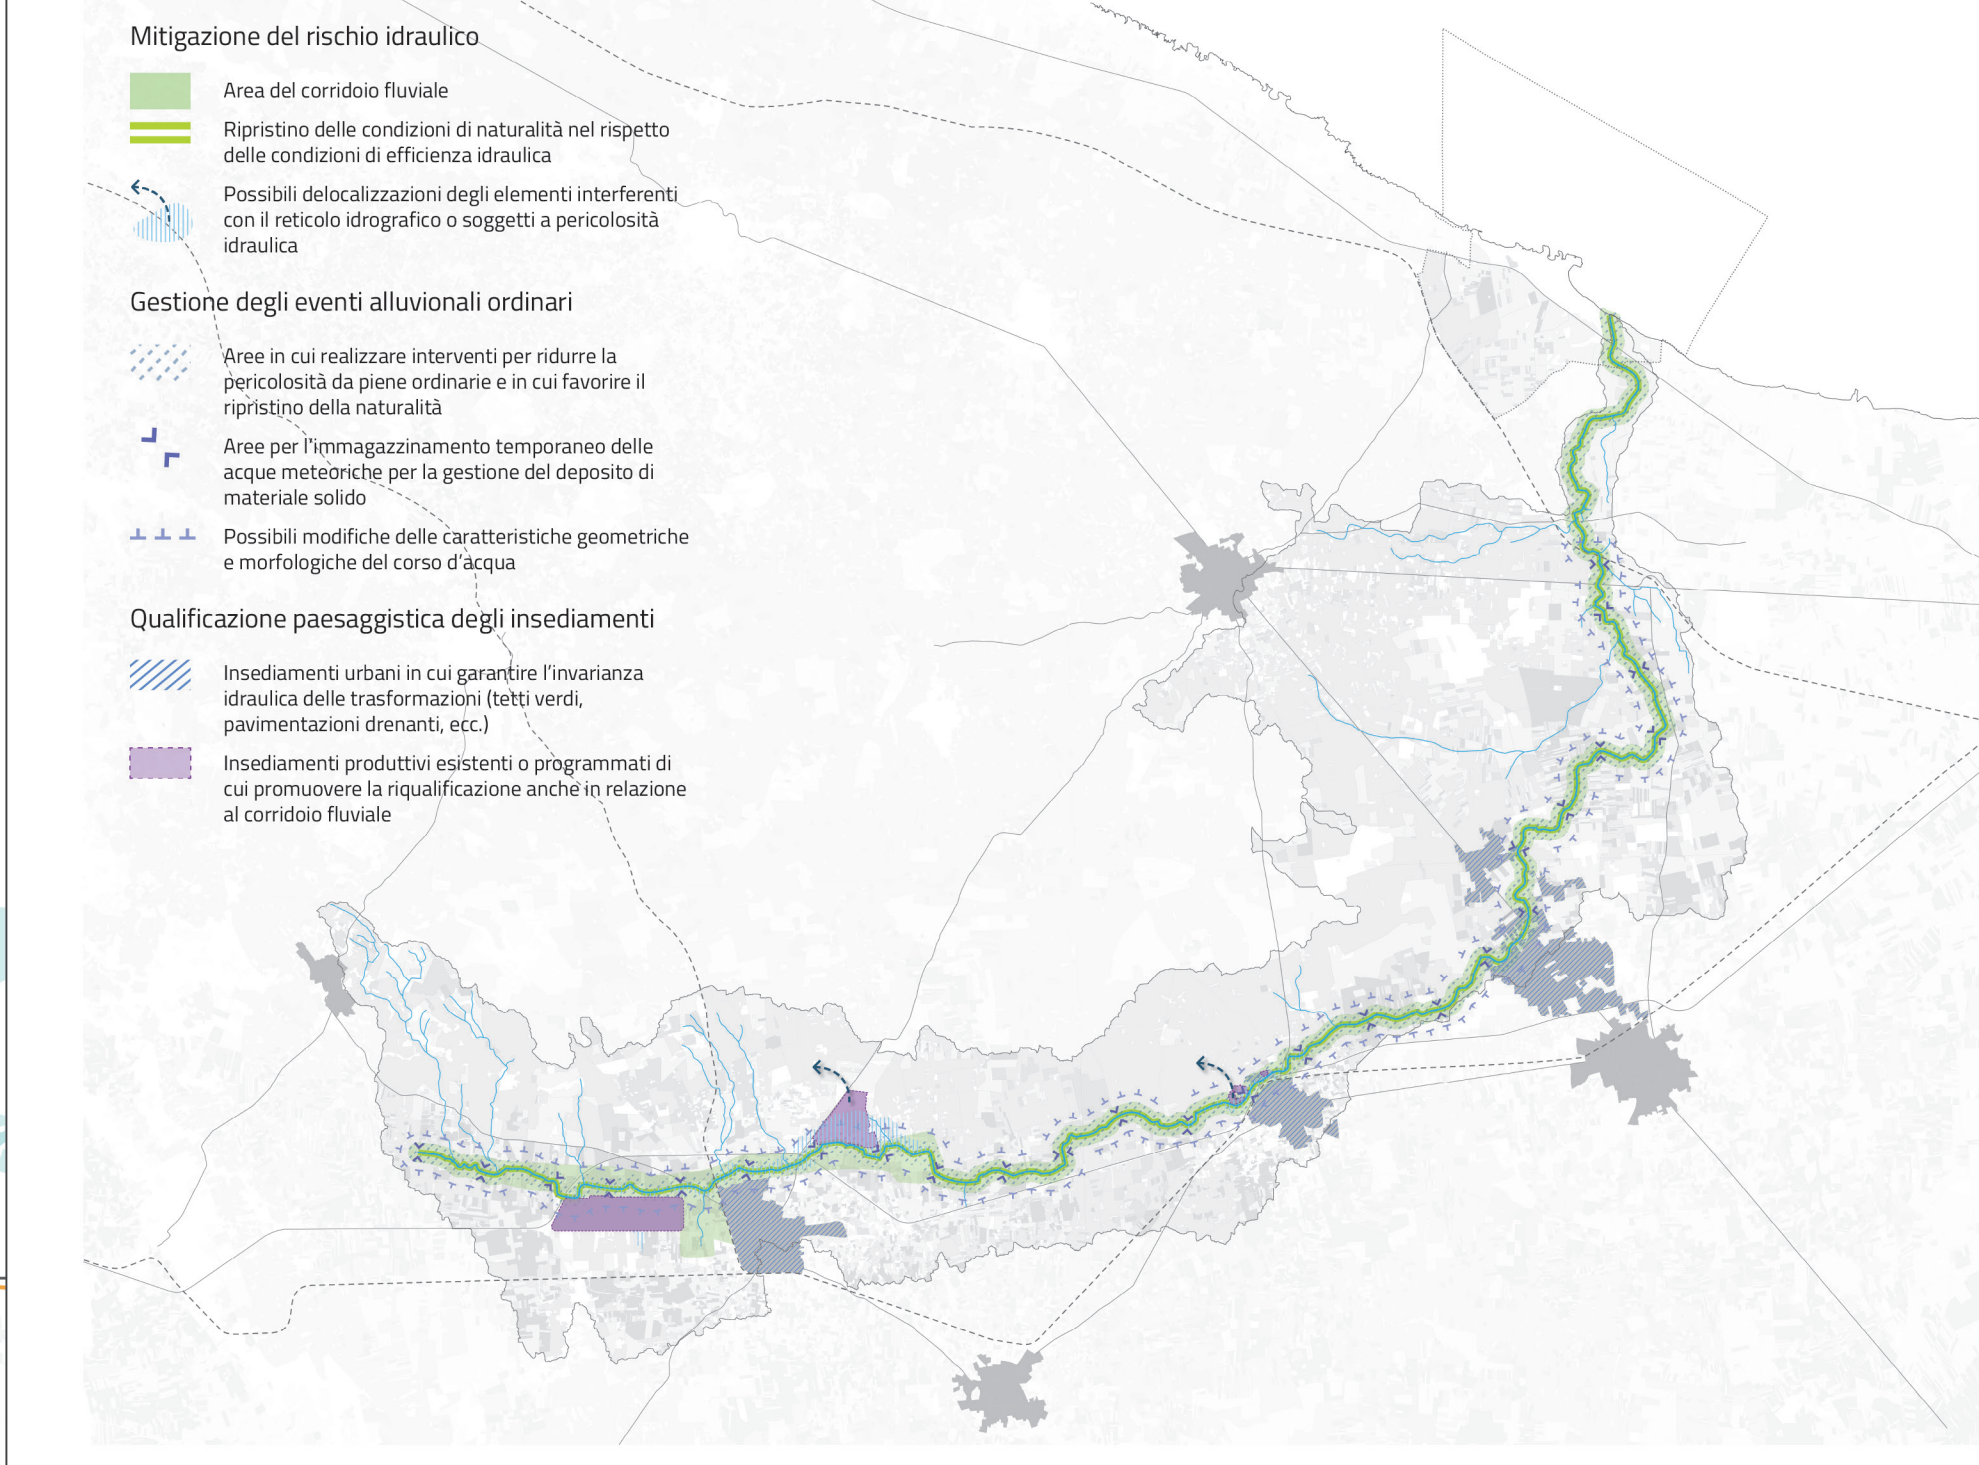 Mitigazione del rischio idraulico
Area del corridoio fluviale
Ripristino delle condizioni di naturalità nel rispetto
delle condizioni di efficienza idraulica
Possibili delocalizzazioni degli elementi interferenti
con il reticolo idrografico o soggetti a pericolosità
idraulica
Gestione degli eventi alluvionali ordinari
Aree in cui realizzare interventi per ridurre la
pericolosità da piene ordinarie e in cui favorire il
ripristino della naturalità
Aree per l'immagazzinamento temporaneo delle
acque meteoriche per la gestione del deposito di
materiale solido
Possibili modifiche delle caratteristiche geometriche
e morfologiche del corso d’acqua
Qualificazione paesaggistica degli insediamenti
Insediamenti urbani in cui garantire l’invarianza
idraulica delle trasformazioni (tetti verdi,
pavimentazioni drenanti, ecc.)
Insediamenti produttivi esistenti o programmati di
cui promuovere la riqualificazione anche in relazione
al corridoio fluviale